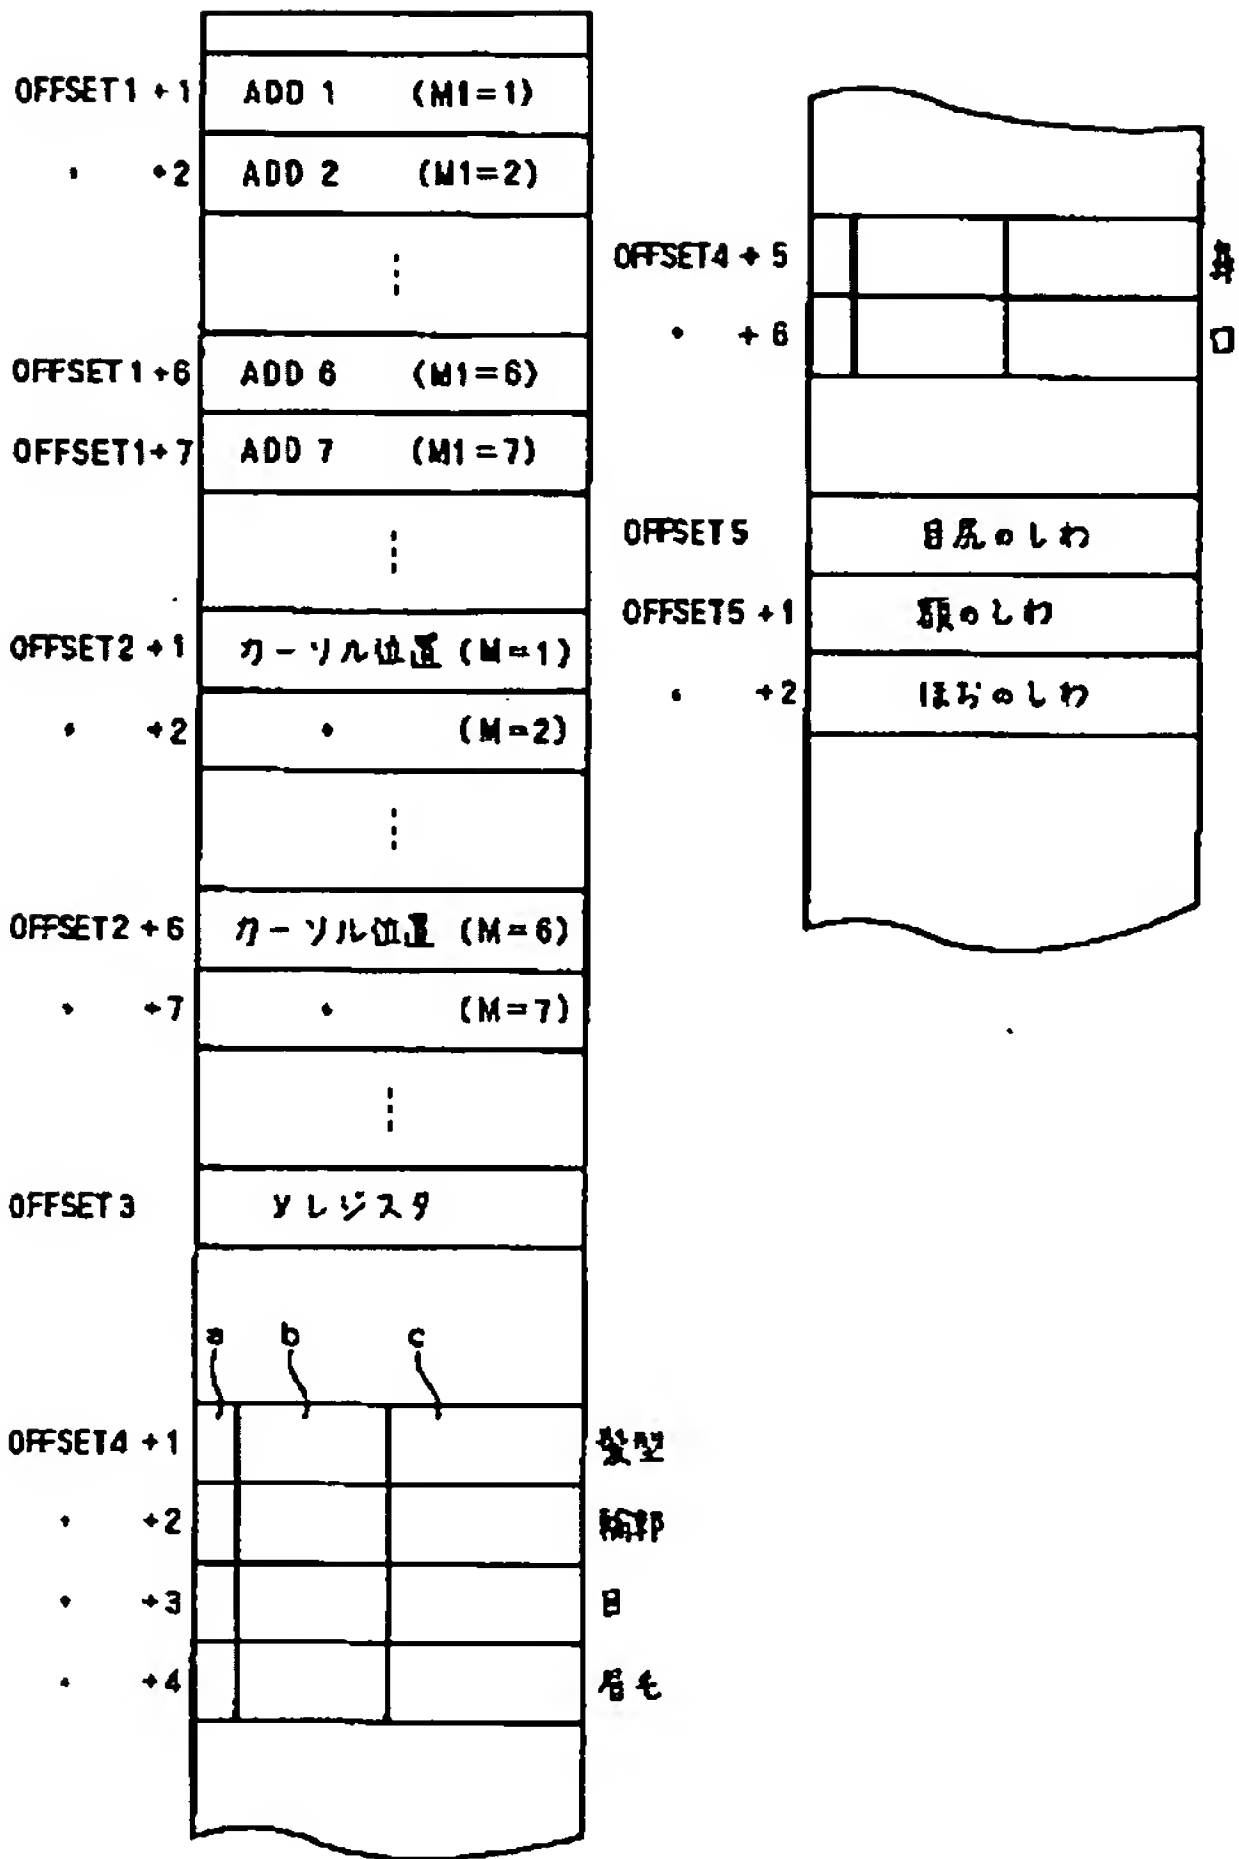 OFFSET1 +1 ADD 1 (M1=1)
〃 +2 ADD 2 (M1=2)
OFFSET1 +6 ADD 6 (M1=6)
OFFSET1+7 ADD 7 (M1=7)
OFFSET2 +1 カーソル位置 (M=1)
〃 +2 〃 (M=2)
OFFSET2 +6 カーソル位置 (M=6)
〃 +7 〃 (M=7)
OFFSET3 Yレジスタ
a b c
OFFSET4 +1 髪型
〃 +2 輪郭
〃 +3 目
〃 +4 眉毛
OFFSET4 +5 鼻
〃 +6 口
OFFSET5 目尻のしわ
OFFSET5 +1 額のしわ
〃 +2 ほおのしわ